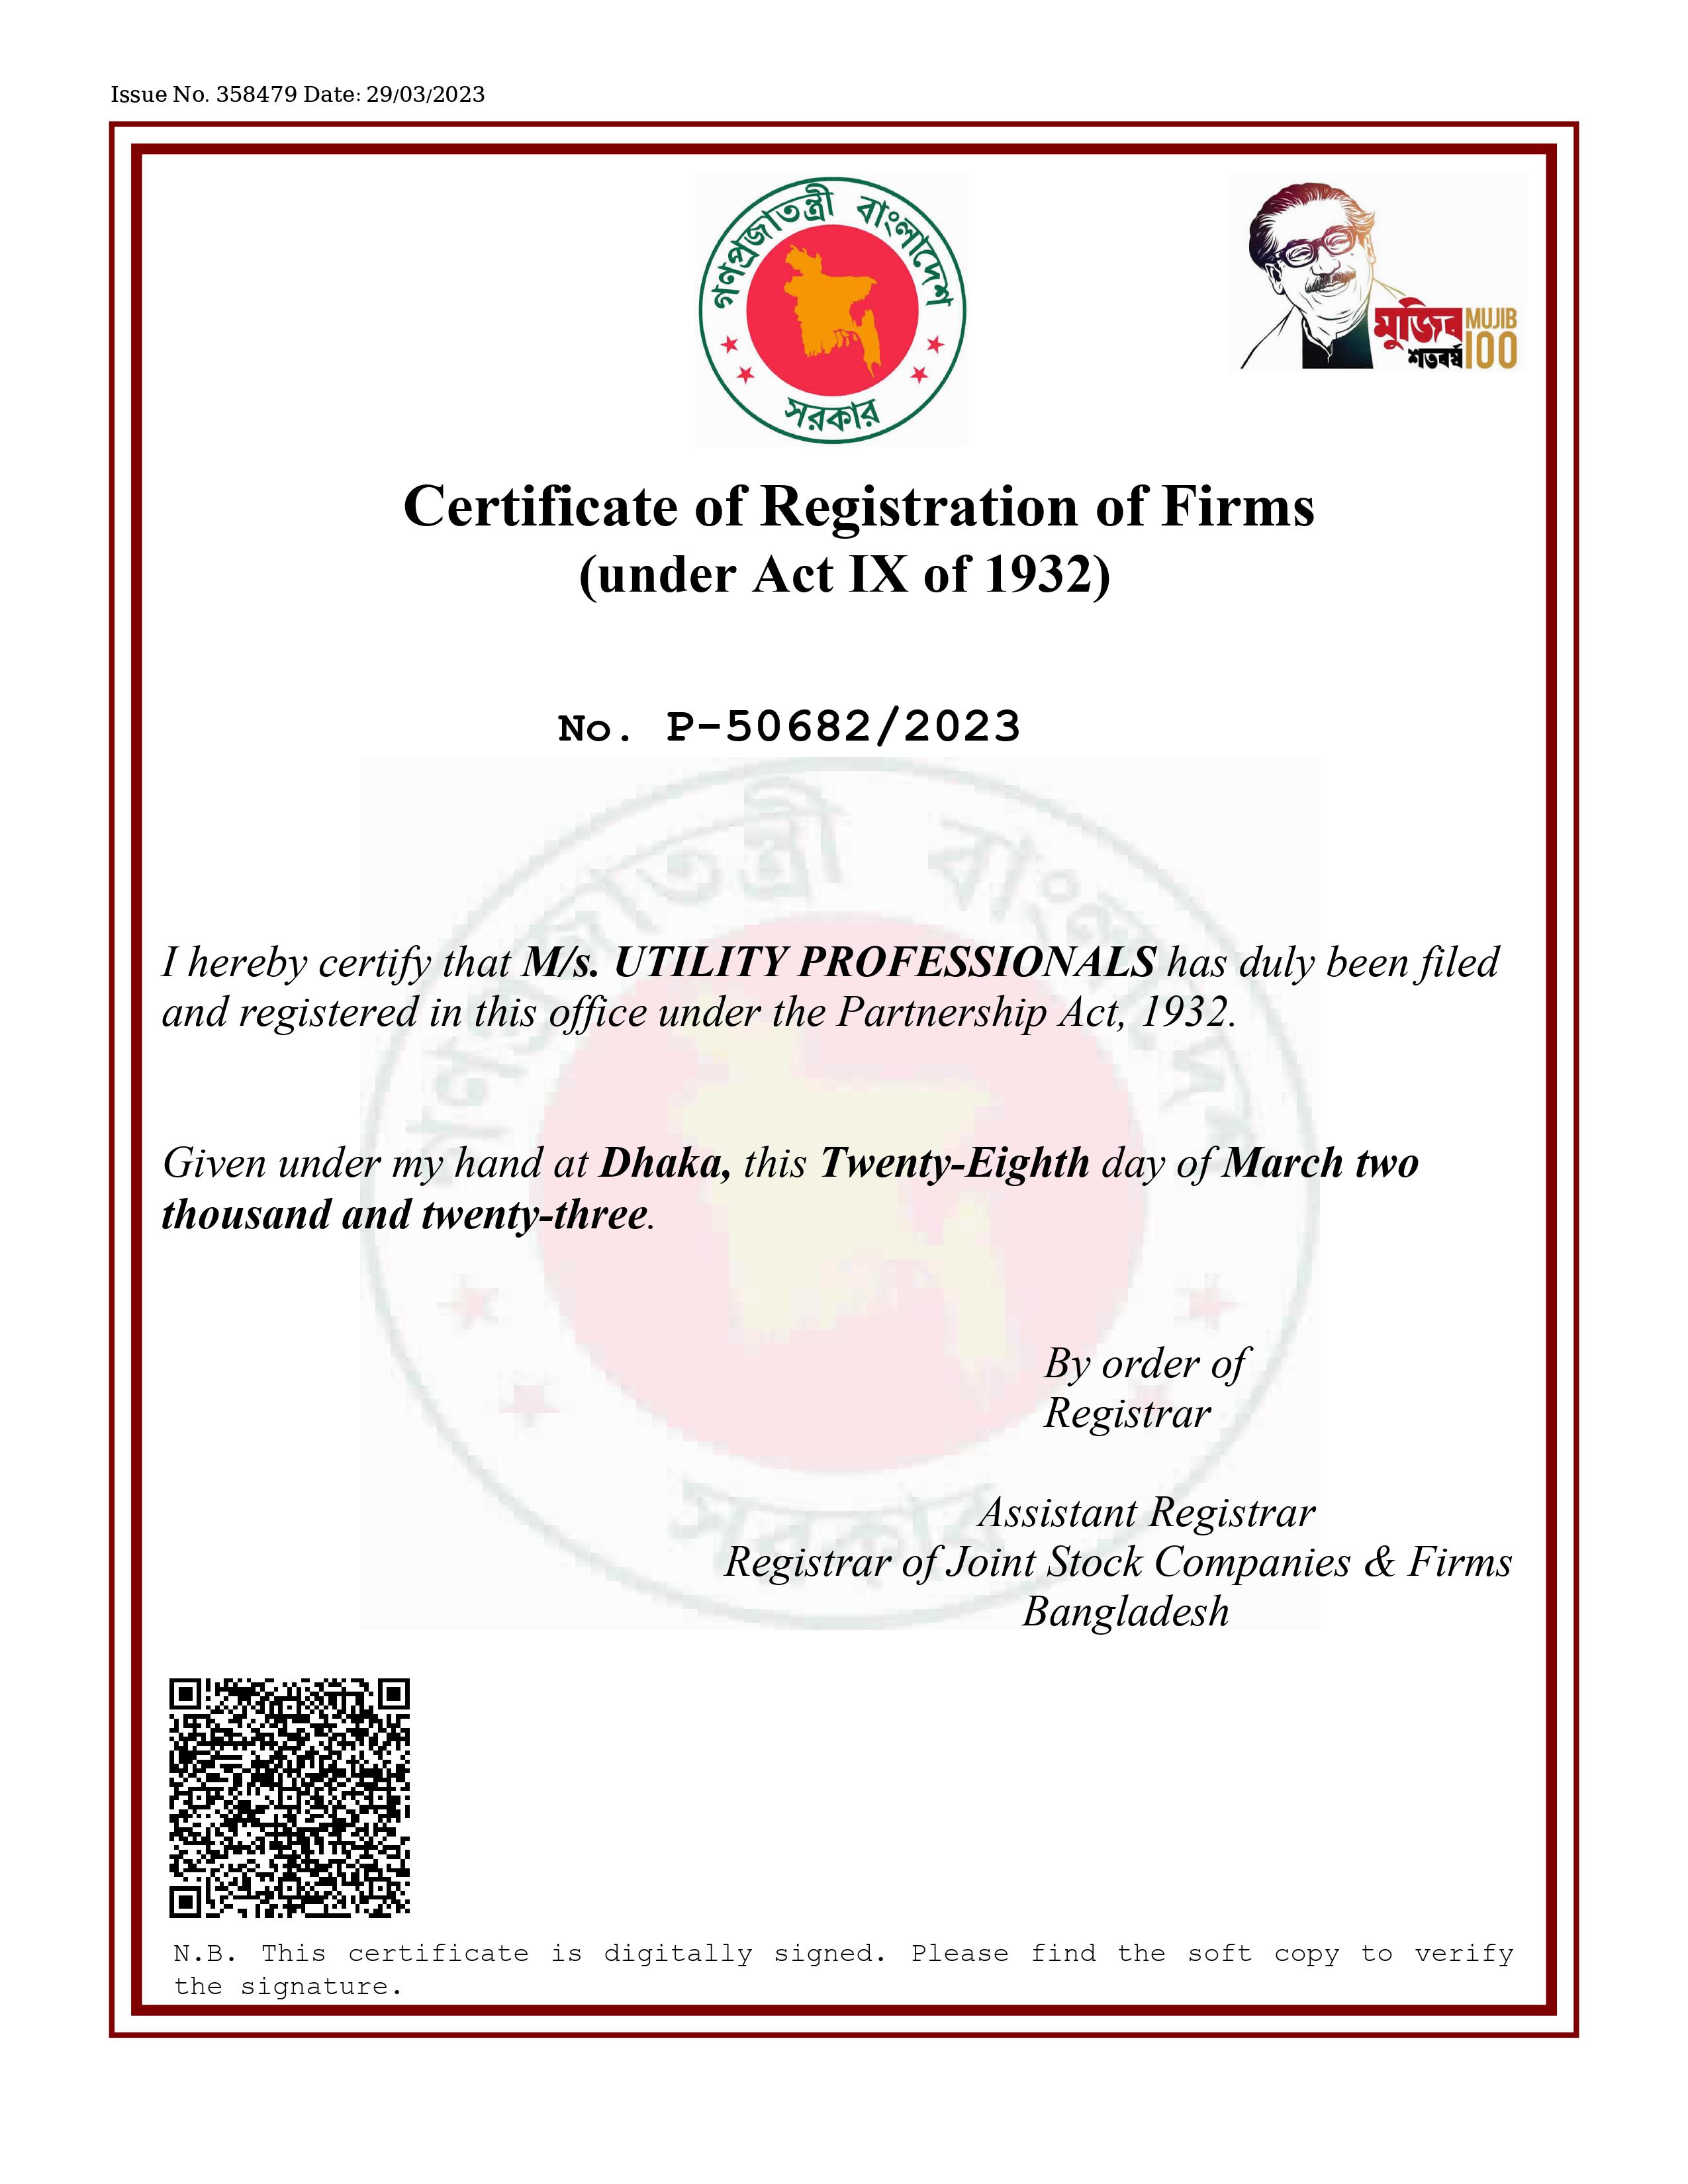 Issue No. 358479 Date: 29/03/2023
গণপ্রজাতন্ত্রী বাংলাদেশ
সরকার
মুজিব
শতবর্ষ
MUJIB
100
Certificate of Registration of Firms
(under Act IX of 1932)
No. P-50682/2023
I hereby certify that M/s. UTILITY PROFESSIONALS has duly been filed
and registered in this office under the Partnership Act, 1932.
Given under my hand at Dhaka, this Twenty-Eighth day of March two
thousand and twenty-three.
By order of
Registrar
Assistant Registrar
Registrar of Joint Stock Companies & Firms
Bangladesh
গণপ্রজাতন্ত্রী বাংলাদেশ
সরকার
N.B. This certificate is digitally signed. Please find the soft copy to verify
the signature.